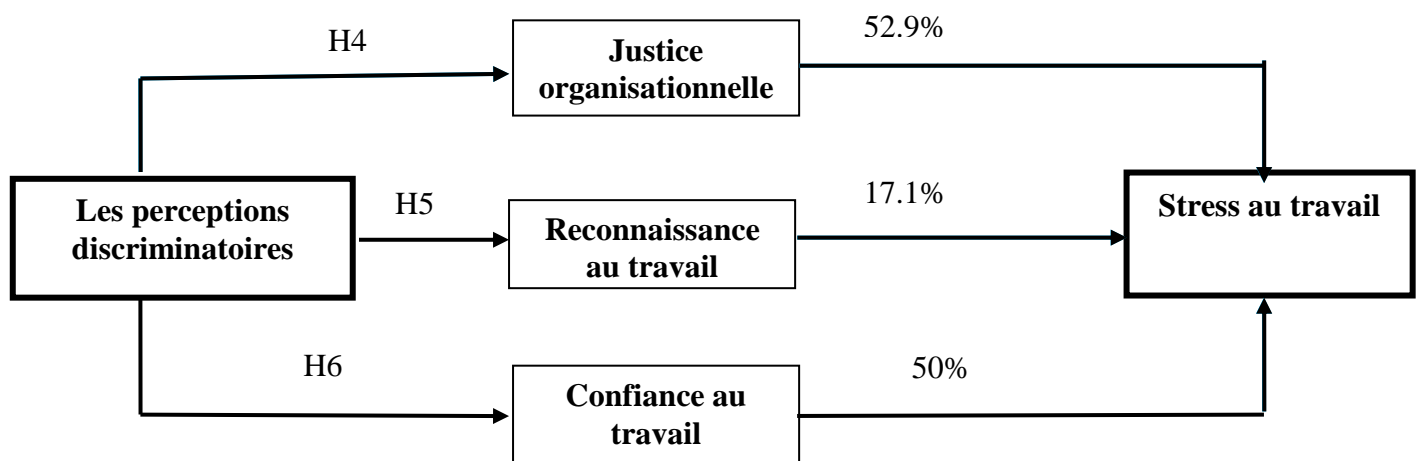 H4
Justice
organisationnelle
52.9%
Les perceptions
discriminatoires
H5
Reconnaissance
au travail
17.1%
Stress au travail
H6
Confiance au
travail
50%